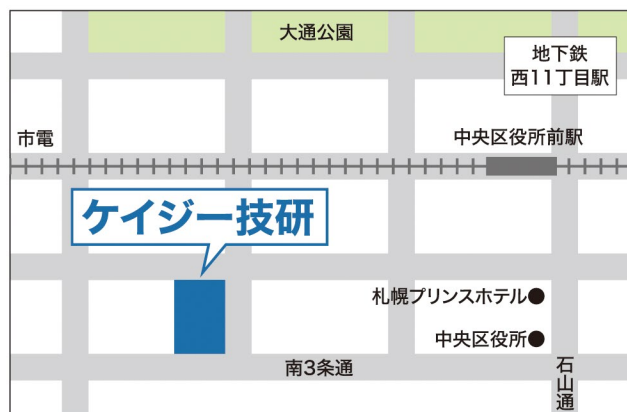 大通公園
地下鉄
西11丁目駅
市電
中央区役所前駅
ケイジー技研
札幌プリンスホテル●
中央区役所●
南3条通
石山通